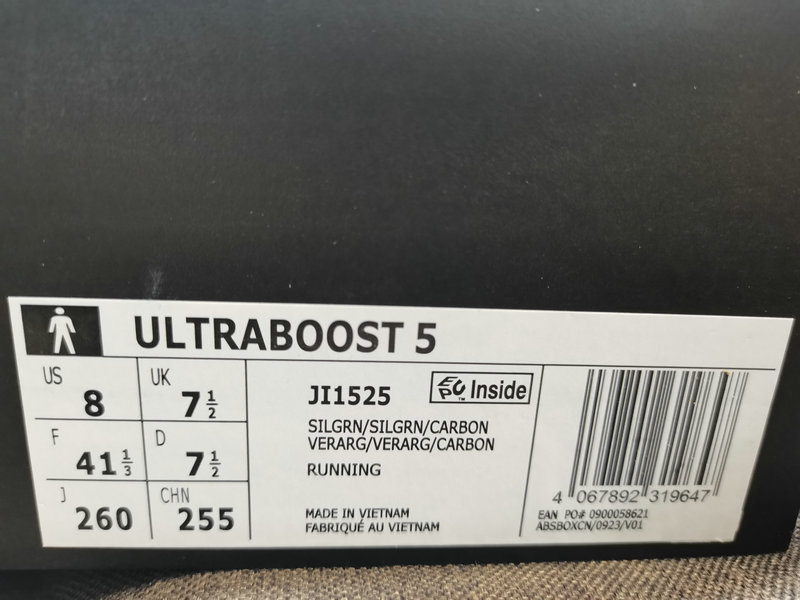 ULTRABOOST 5
US 8 UK 7 1/2
F 41 1/3 D 7 1/2
J 260 CHN 255
JI1525 EPC™ Inside
SILGRN/SILGRN/CARBON
VERARG/VERARG/CARBON
RUNNING
MADE IN VIETNAM
FABRIQUÉ AU VIETNAM
4 067892 319647
EAN PO# 0900058621
ABSBOXCN/0923/V01